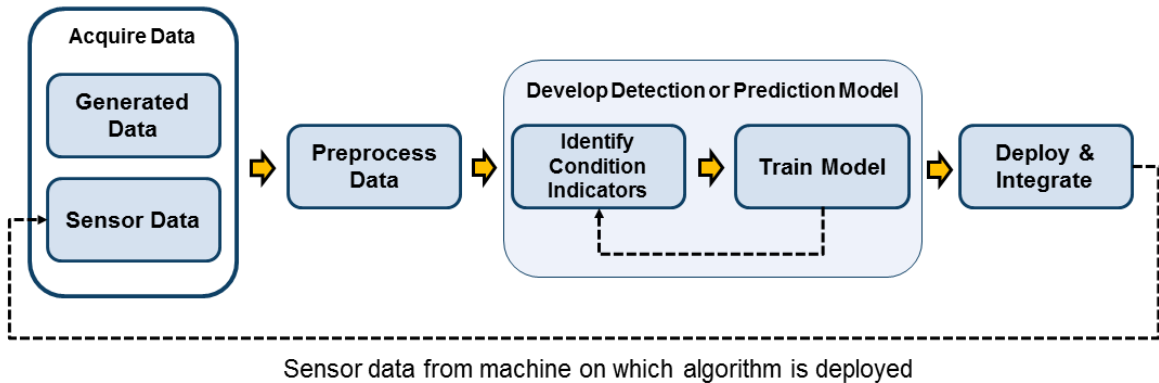 Acquire Data
Generated
Data
Sensor Data
Preprocess
Data
Develop Detection or Prediction Model
Identify
Condition
Indicators
Train Model
Deploy &
Integrate
Sensor data from machine on which algorithm is deployed